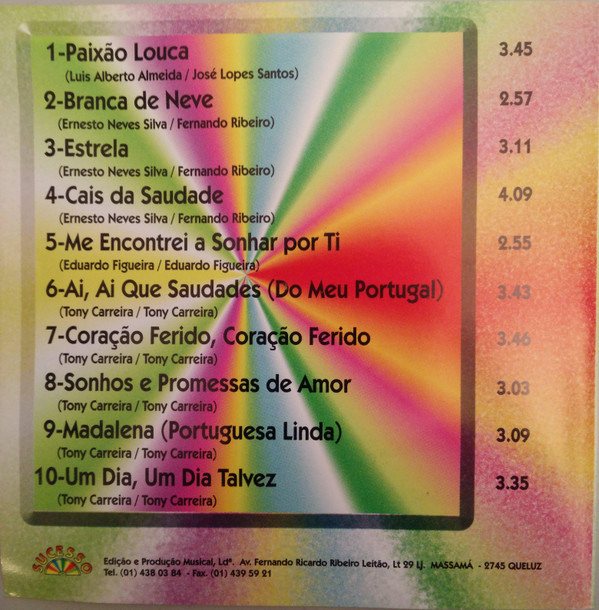 1-Paixão Louca 3.45
(Luis Alberto Almeida / José Lopes Santos)
2-Branca de Neve 2.57
(Ernesto Neves Silva / Fernando Ribeiro)
3-Estrela 3.11
(Ernesto Neves Silva / Fernando Ribeiro)
4-Cais da Saudade 4.09
(Ernesto Neves Silva / Fernando Ribeiro)
5-Me Encontrei a Sonhar por Ti 2.55
(Eduardo Figueira / Eduardo Figueira)
6-Ai, Ai Que Saudades (Do Meu Portugal) 3.43
(Tony Carreira / Tony Carreira)
7-Coração Ferido, Coração Ferido 3.46
(Tony Carreira / Tony Carreira)
8-Sonhos e Promessas de Amor 3.03
(Tony Carreira / Tony Carreira)
9-Madalena (Portuguesa Linda) 3.09
(Tony Carreira / Tony Carreira)
10-Um Dia, Um Dia Talvez 3.35
(Tony Carreira / Tony Carreira)
SUCESSO
Edição e Produção Musical, Ldª. Av. Fernando Ricardo Ribeiro Leitão, Lt 29 Lj. MASSAMÁ - 2745 QUELUZ
Tel. (01) 438 03 84 - Fax. (01) 439 59 21